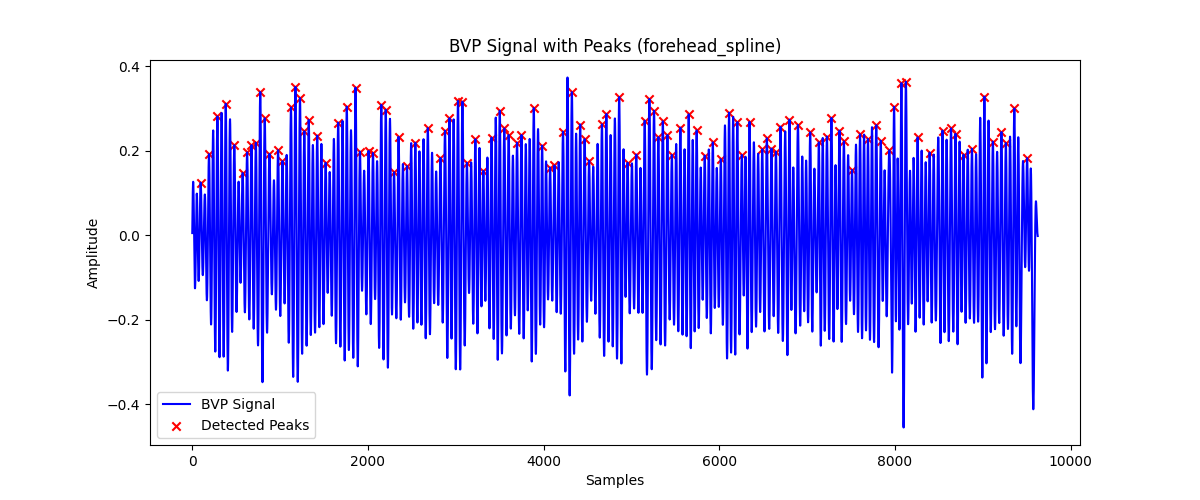 BVP Signal with Peaks (forehead_spline)
0.4
0.2
0.0
−0.2
−0.4
Amplitude
BVP Signal
Detected Peaks
0 2000 4000 6000 8000 10000
Samples